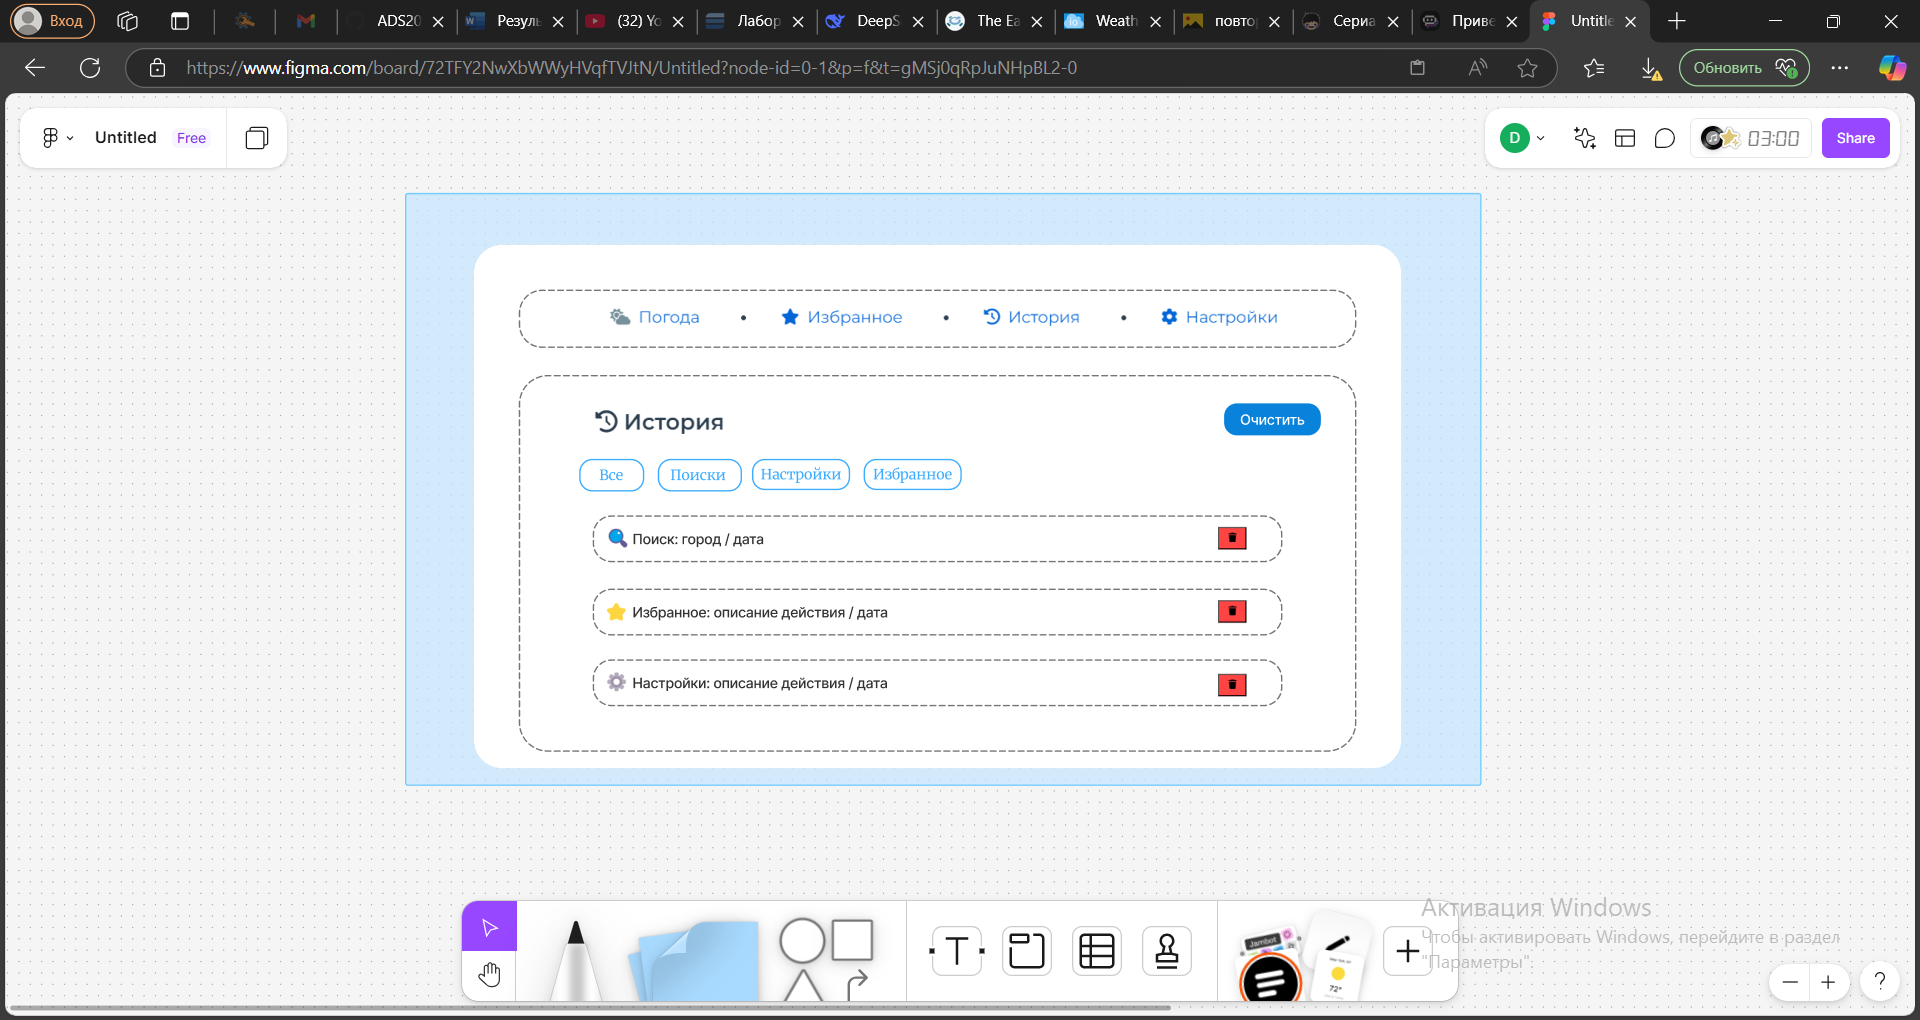 Вход
ADS20
Резуль
(32) Yo
Лабор
DeepS
The Ea
Weath
повто
Сериа
Приве
Untitle
https://www.figma.com/board/72TFY2NwXbWWyHVqfTVJtN/Untitled?node-id=0-1&p=f&t=gMSj0qRpJuNHpBL2-0
Обновить
Untitled Free
D
03:00
Share
Погода • Избранное • История • Настройки
История
Очистить
Все Поиски Настройки Избранное
Поиск: город / дата
Избранное: описание действия / дата
Настройки: описание действия / дата
Активация Windows
Чтобы активировать Windows, перейдите в раздел
"Параметры".
T
Jambot
72°
?